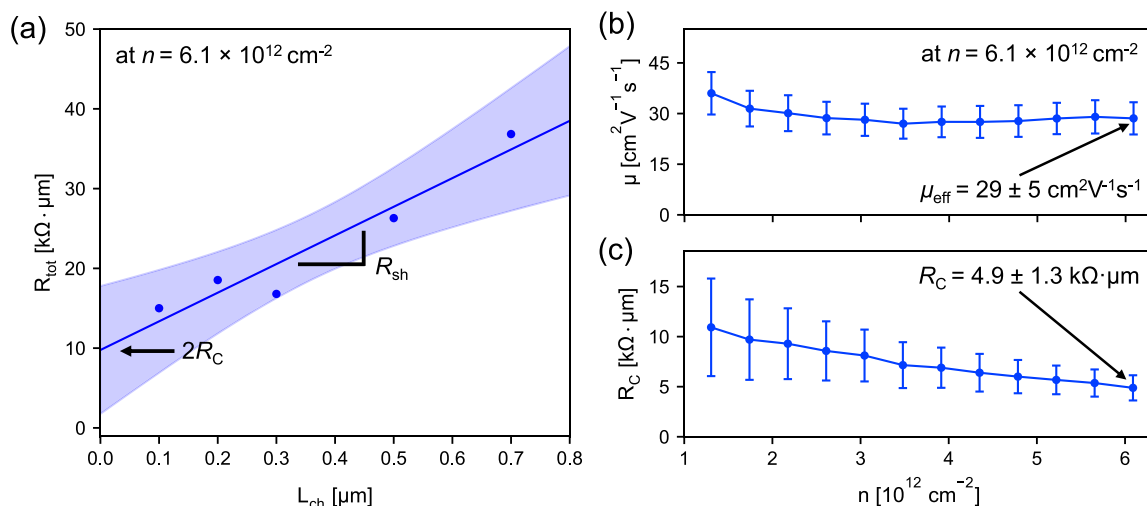 (a)
at n = 6.1 × 10¹² cm⁻²
50
40
30
20
10
0
R_tot [kΩ · μm]
R_sh
2R_C
0.0 0.1 0.2 0.3 0.4 0.5 0.6 0.7 0.8
L_ch [μm]
(b)
at n = 6.1 × 10¹² cm⁻²
45
30
15
0
μ [cm²V⁻¹s⁻¹]
μ_eff = 29 ± 5 cm²V⁻¹s⁻¹
(c)
R_C = 4.9 ± 1.3 kΩ·μm
15
10
5
0
R_C [kΩ · μm]
1 2 3 4 5 6
n [10¹² cm⁻²]